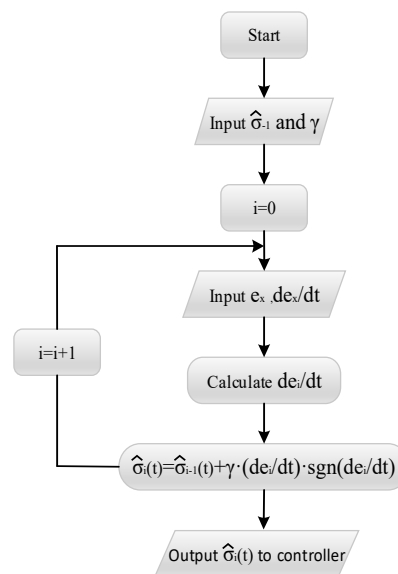 Start
Input σ̂-1 and γ
i=0
Input eₓ ,deₓ/dt
i=i+1
Calculate deᵢ/dt
σ̂ᵢ(t)=σ̂ᵢ₋₁(t)+γ·(deᵢ/dt)·sgn(deᵢ/dt)
Output σ̂ᵢ(t) to controller